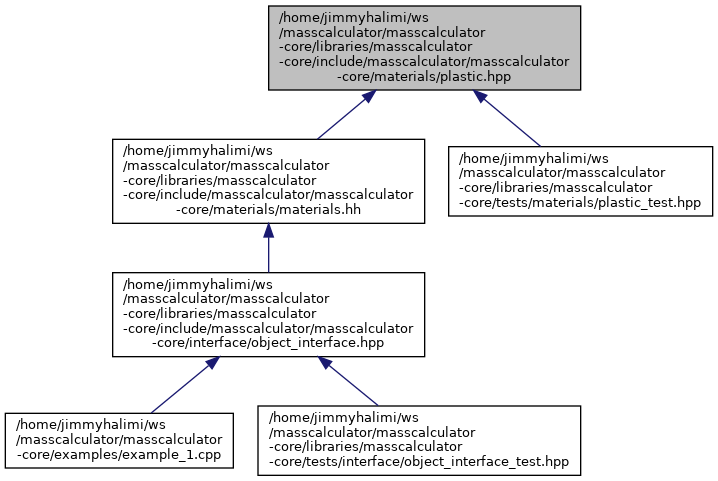 /home/jimmyhalimi/ws
/masscalculator/masscalculator
-core/libraries/masscalculator
-core/include/masscalculator/masscalculator
-core/materials/plastic.hpp
/home/jimmyhalimi/ws
/masscalculator/masscalculator
-core/libraries/masscalculator
-core/include/masscalculator/masscalculator
-core/materials/materials.hh
/home/jimmyhalimi/ws
/masscalculator/masscalculator
-core/libraries/masscalculator
-core/tests/materials/plastic_test.hpp
/home/jimmyhalimi/ws
/masscalculator/masscalculator
-core/libraries/masscalculator
-core/include/masscalculator/masscalculator
-core/interface/object_interface.hpp
/home/jimmyhalimi/ws
/masscalculator/masscalculator
-core/examples/example_1.cpp
/home/jimmyhalimi/ws
/masscalculator/masscalculator
-core/libraries/masscalculator
-core/tests/interface/object_interface_test.hpp